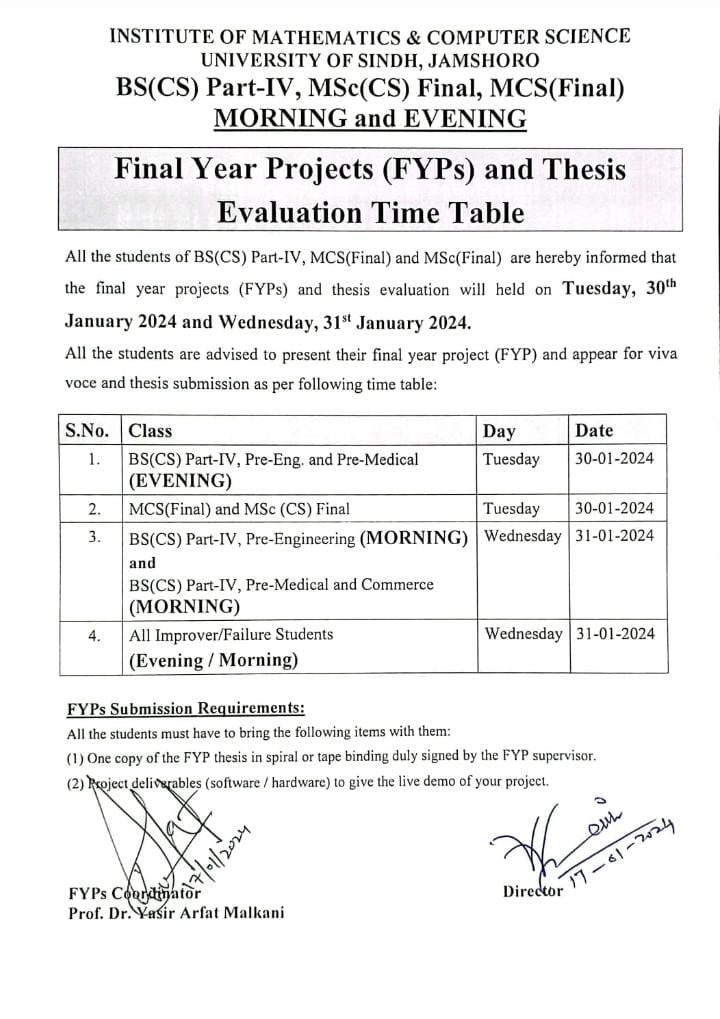 INSTITUTE OF MATHEMATICS & COMPUTER SCIENCE
UNIVERSITY OF SINDH, JAMSHORO
BS(CS) Part-IV, MSc(CS) Final, MCS(Final)
MORNING and EVENING
Final Year Projects (FYPs) and Thesis
Evaluation Time Table
All the students of BS(CS) Part-IV, MCS(Final) and MSc(Final) are hereby informed that
the final year projects (FYPs) and thesis evaluation will held on Tuesday, 30th
January 2024 and Wednesday, 31st January 2024.
All the students are advised to present their final year project (FYP) and appear for viva
voce and thesis submission as per following time table:
S.No. Class Day Date
1. BS(CS) Part-IV, Pre-Eng. and Pre-Medical Tuesday 30-01-2024
(EVENING)
2. MCS(Final) and MSc (CS) Final Tuesday 30-01-2024
3. BS(CS) Part-IV, Pre-Engineering (MORNING) Wednesday 31-01-2024
and
BS(CS) Part-IV, Pre-Medical and Commerce
(MORNING)
4. All Improver/Failure Students Wednesday 31-01-2024
(Evening / Morning)
FYPs Submission Requirements:
All the students must have to bring the following items with them:
(1) One copy of the FYP thesis in spiral or tape binding duly signed by the FYP supervisor.
(2) Project deliverables (software / hardware) to give the live demo of your project.
17/01/2024
17-01-2024
FYPs Coordinator
Director
Prof. Dr. Yasir Arfat Malkani